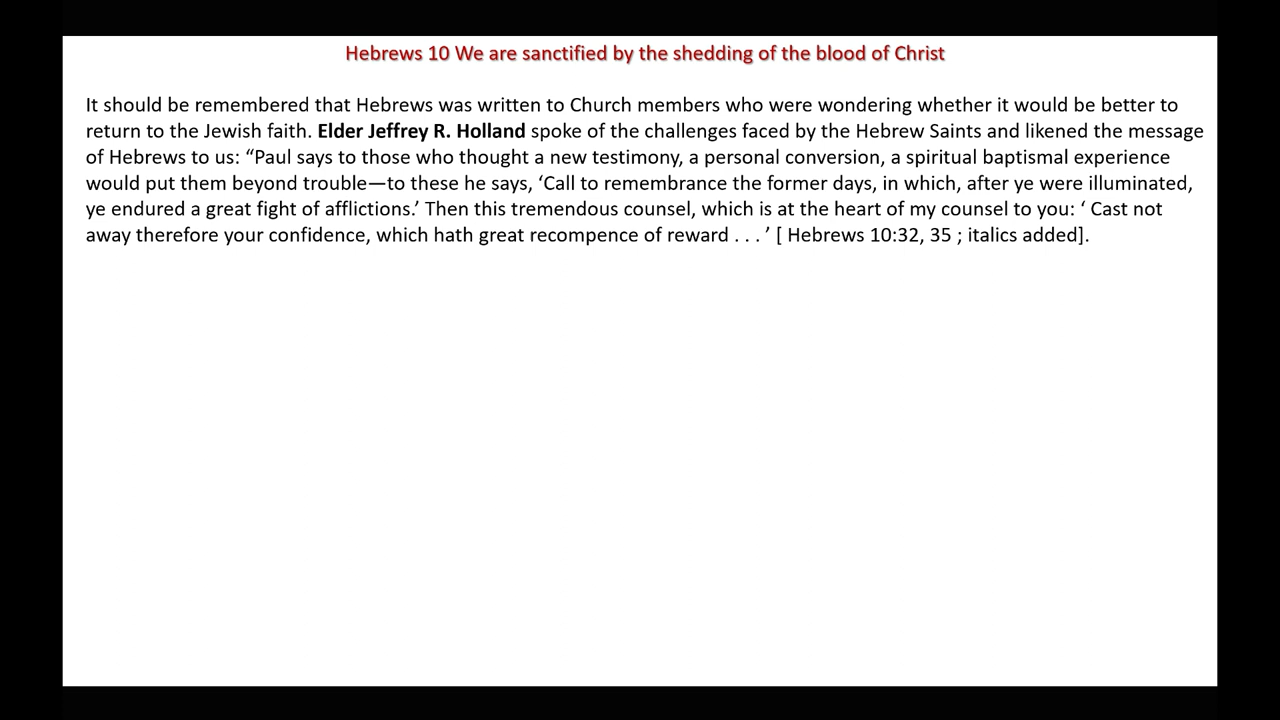 Hebrews 10 We are sanctified by the shedding of the blood of Christ
It should be remembered that Hebrews was written to Church members who were wondering whether it would be better to
return to the Jewish faith. Elder Jeffrey R. Holland spoke of the challenges faced by the Hebrew Saints and likened the message
of Hebrews to us: “Paul says to those who thought a new testimony, a personal conversion, a spiritual baptismal experience
would put them beyond trouble—to these he says, ‘Call to remembrance the former days, in which, after ye were illuminated,
ye endured a great fight of afflictions.’ Then this tremendous counsel, which is at the heart of my counsel to you: ‘ Cast not
away therefore your confidence, which hath great recompence of reward . . . ’ [ Hebrews 10:32, 35 ; italics added].